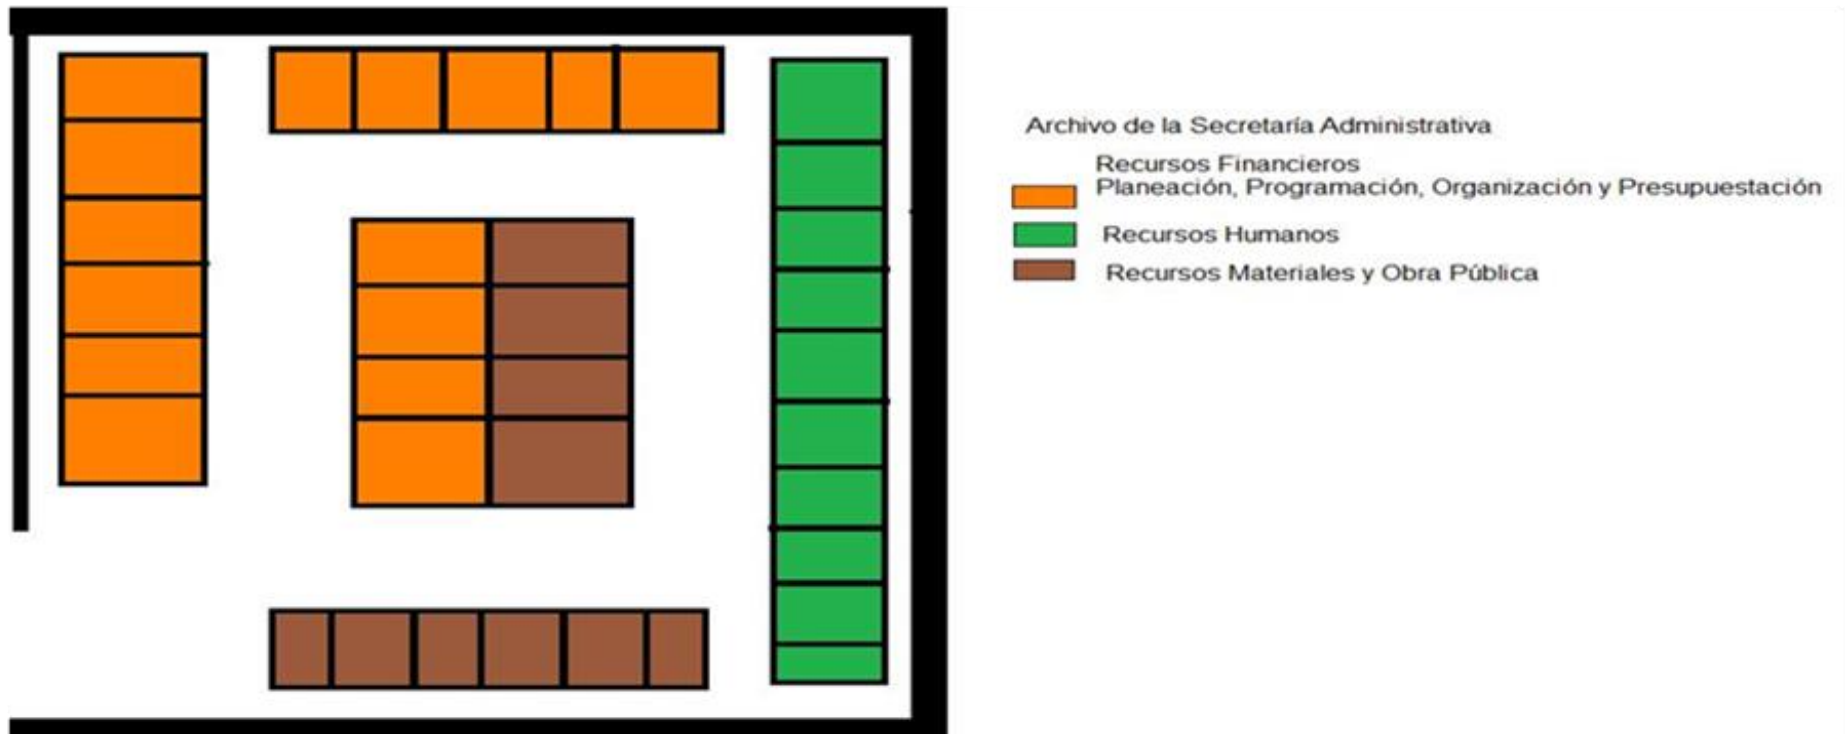 Archivo de la Secretaría Administrativa
Recursos Financieros
Planeación, Programación, Organización y Presupuestación
Recursos Humanos
Recursos Materiales y Obra Pública